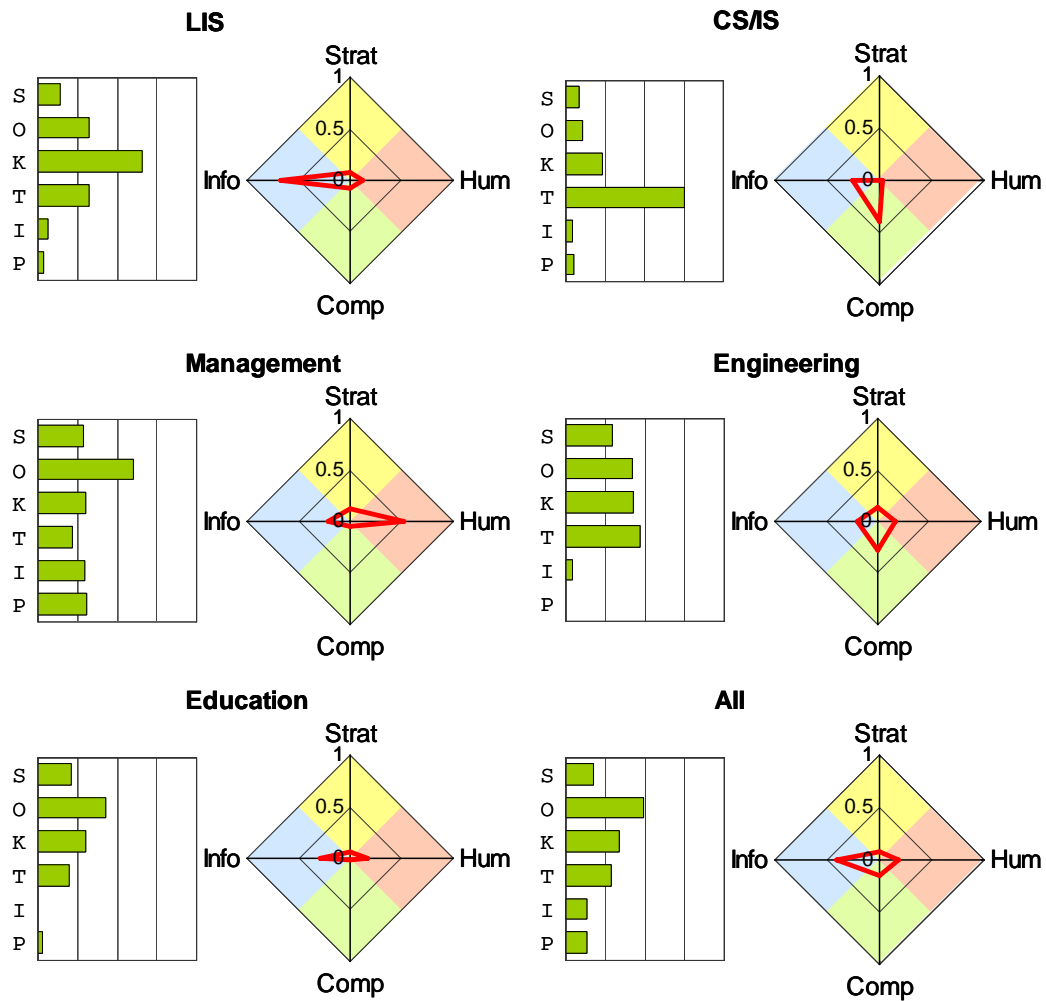 LIS
S
O
K
T
I
P
Strat
1
0.5
Info
0
Hum
Comp
CS/IS
S
O
K
T
I
P
Strat
1
0.5
Info
0
Hum
Comp
Management
S
O
K
T
I
P
Strat
1
0.5
Info
0
Hum
Comp
Engineering
S
O
K
T
I
P
Strat
1
0.5
Info
0
Hum
Comp
Education
S
O
K
T
I
P
Strat
1
0.5
Info
0
Hum
Comp
All
S
O
K
T
I
P
Strat
1
0.5
Info
0
Hum
Comp